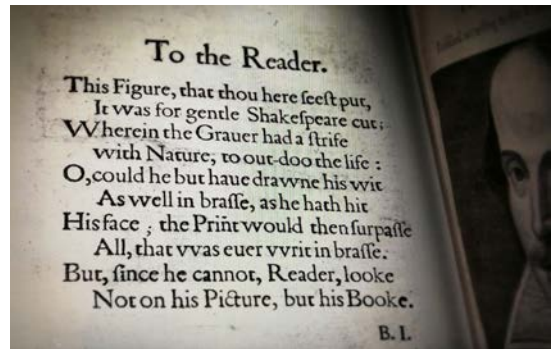 To the Reader.
This Figure, that thou here ſeeſt put,
It was for gentle Shakeſpeare cut;
Wherein the Grauer had a ſtrife
with Nature, to out-doo the life :
O, could he but haue drawne his wit
As well in braſſe, as he hath hit
His face ; the Print would then ſurpaſſe
All, that vvas euer vvrit in braſſe.
But, ſince he cannot, Reader, looke
Not on his Picture, but his Booke.
B. I.